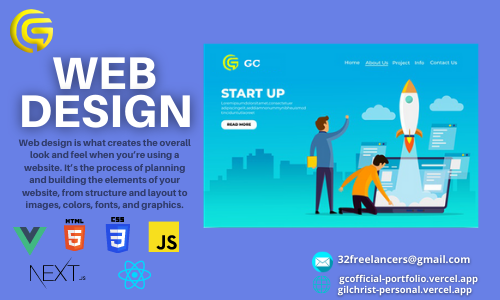 WEB
DESIGN
Web design is what creates the overall
look and feel when you're using a
website. It's the process of planning
and building the elements of your
website, from structure and layout to
images, colors, fonts, and graphics.
HTML
5
CSS
3
JS
NEXT.JS
GC
Home About Us Project Info Contact Us
START UP
READ MORE
32freelancers@gmail.com
gcofficial-portfolio.vercel.app
gilchrist-personal.vercel.app